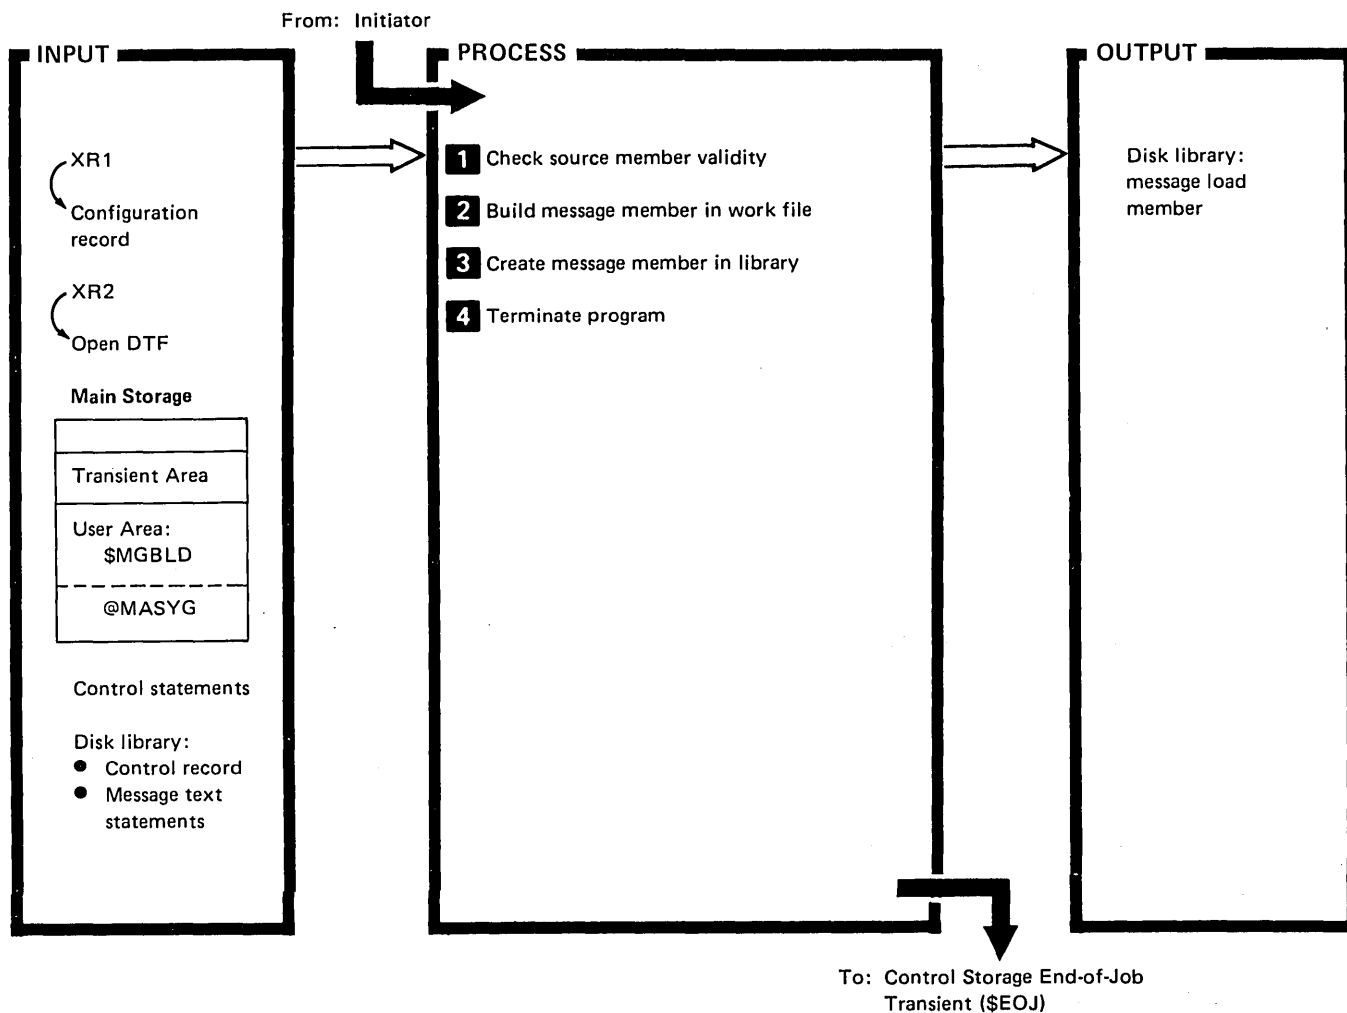 From: Initiator
INPUT
XR1
Configuration
record
XR2
Open DTF
Main Storage
Transient Area
User Area:
$MGBLD
@MASYG
Control statements
Disk library:
● Control record
● Message text
statements
PROCESS
1 Check source member validity
2 Build message member in work file
3 Create message member in library
4 Terminate program
OUTPUT
Disk library:
message load
member
To: Control Storage End-of-Job
Transient ($EOJ)